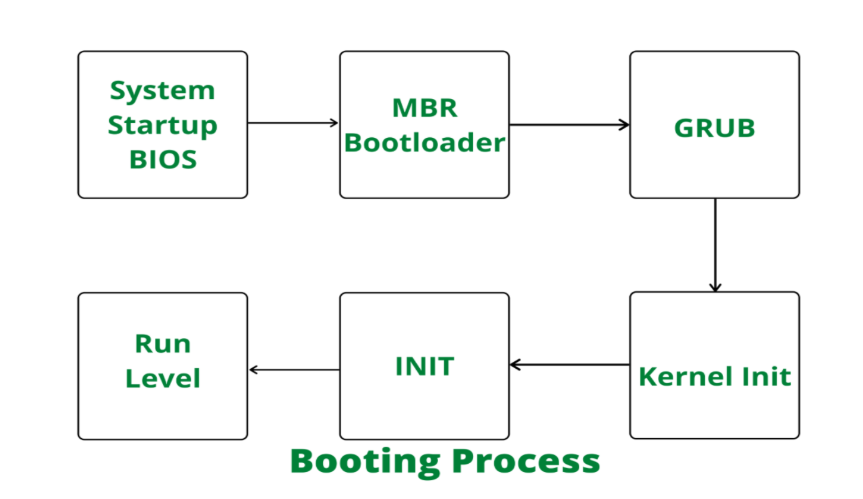 System
Startup
BIOS
MBR
Bootloader
GRUB
Run
Level
INIT
Kernel Init
Booting Process